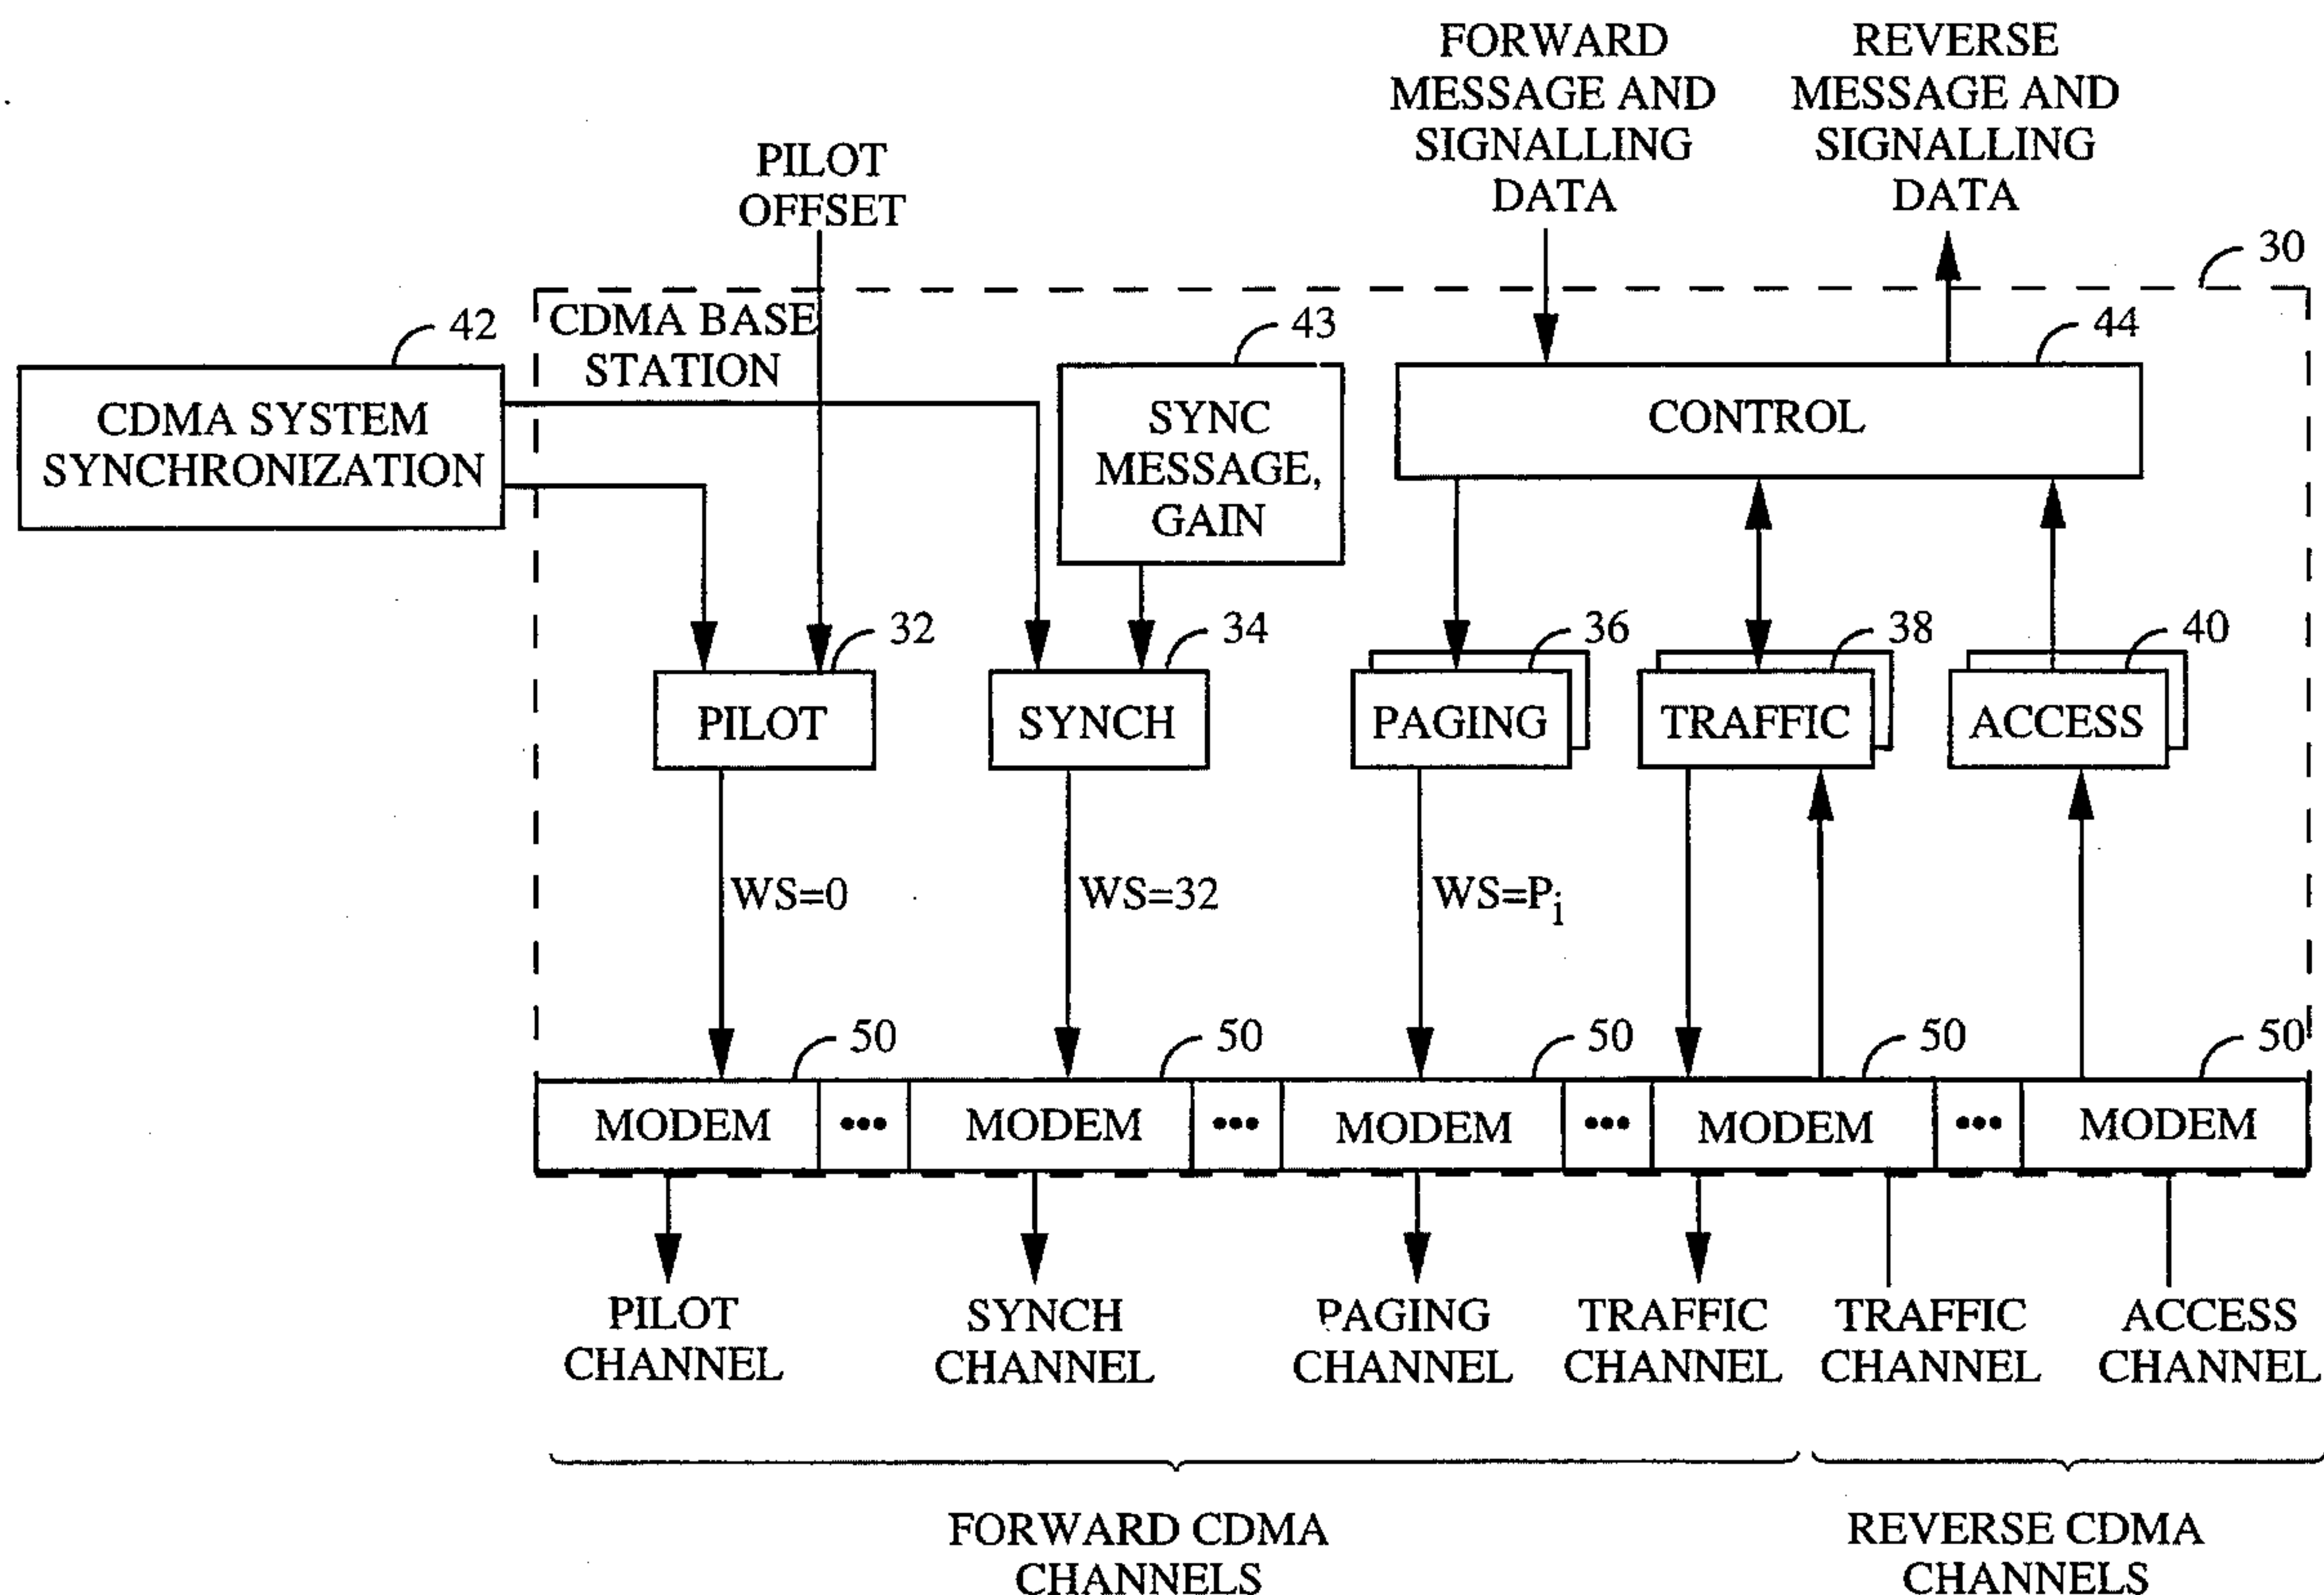 FORWARD
MESSAGE AND
SIGNALLING
DATA
REVERSE
MESSAGE AND
SIGNALLING
DATA
PILOT
OFFSET
30
CDMA BASE
STATION
42
43
44
CDMA SYSTEM
SYNCHRONIZATION
SYNC
MESSAGE,
GAIN
CONTROL
32
34
36
38
40
PILOT
SYNCH
PAGING
TRAFFIC
ACCESS
WS=0
WS=32
WS=Pi
50
50
50
50
50
MODEM
•••
MODEM
•••
MODEM
•••
MODEM
•••
MODEM
PILOT
CHANNEL
SYNCH
CHANNEL
PAGING
CHANNEL
TRAFFIC
CHANNEL
TRAFFIC
CHANNEL
ACCESS
CHANNEL
FORWARD CDMA
CHANNELS
REVERSE CDMA
CHANNELS